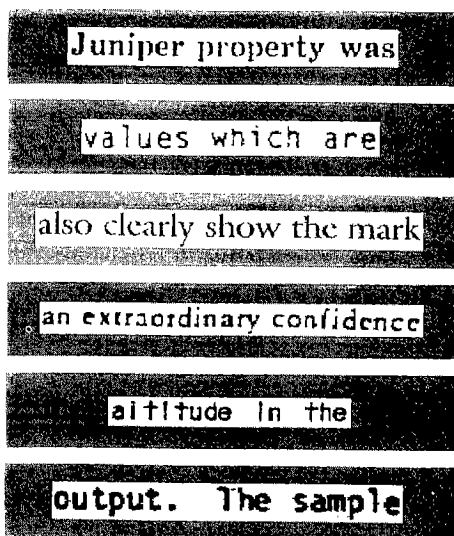 Juniper property was
values which are
also clearly show the mark
an extraordinary confidence
altitude in the
output. The sample